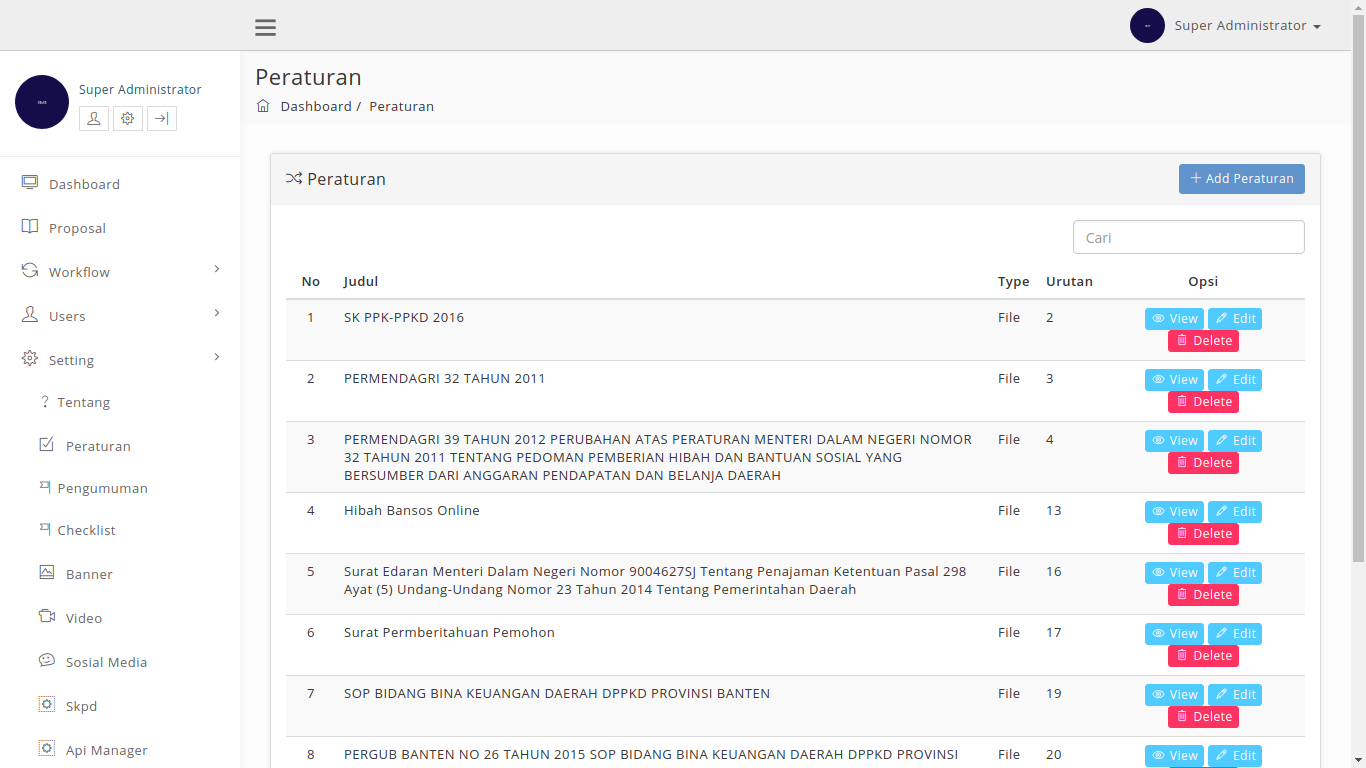 Super Administrator
Super Administrator
Peraturan
Dashboard / Peraturan
Dashboard
Proposal
Workflow
Users
Setting
? Tentang
Peraturan
Pengumuman
Checklist
Banner
Video
Sosial Media
Skpd
Api Manager
Peraturan
+ Add Peraturan
Cari
No Judul Type Urutan Opsi
1 SK PPK-PPKD 2016 File 2 View Edit
Delete
2 PERMENDAGRI 32 TAHUN 2011 File 3 View Edit
Delete
3 PERMENDAGRI 39 TAHUN 2012 PERUBAHAN ATAS PERATURAN MENTERI DALAM NEGERI NOMOR File 4 View Edit
32 TAHUN 2011 TENTANG PEDOMAN PEMBERIAN HIBAH DAN BANTUAN SOSIAL YANG Delete
BERSUMBER DARI ANGGARAN PENDAPATAN DAN BELANJA DAERAH
4 Hibah Bansos Online File 13 View Edit
Delete
5 Surat Edaran Menteri Dalam Negeri Nomor 9004627SJ Tentang Penajaman Ketentuan Pasal 298 File 16 View Edit
Ayat (5) Undang-Undang Nomor 23 Tahun 2014 Tentang Pemerintahan Daerah Delete
6 Surat Permberitahuan Pemohon File 17 View Edit
Delete
7 SOP BIDANG BINA KEUANGAN DAERAH DPPKD PROVINSI BANTEN File 19 View Edit
Delete
8 PERGUB BANTEN NO 26 TAHUN 2015 SOP BIDANG BINA KEUANGAN DAERAH DPPKD PROVINSI File 20 View Edit